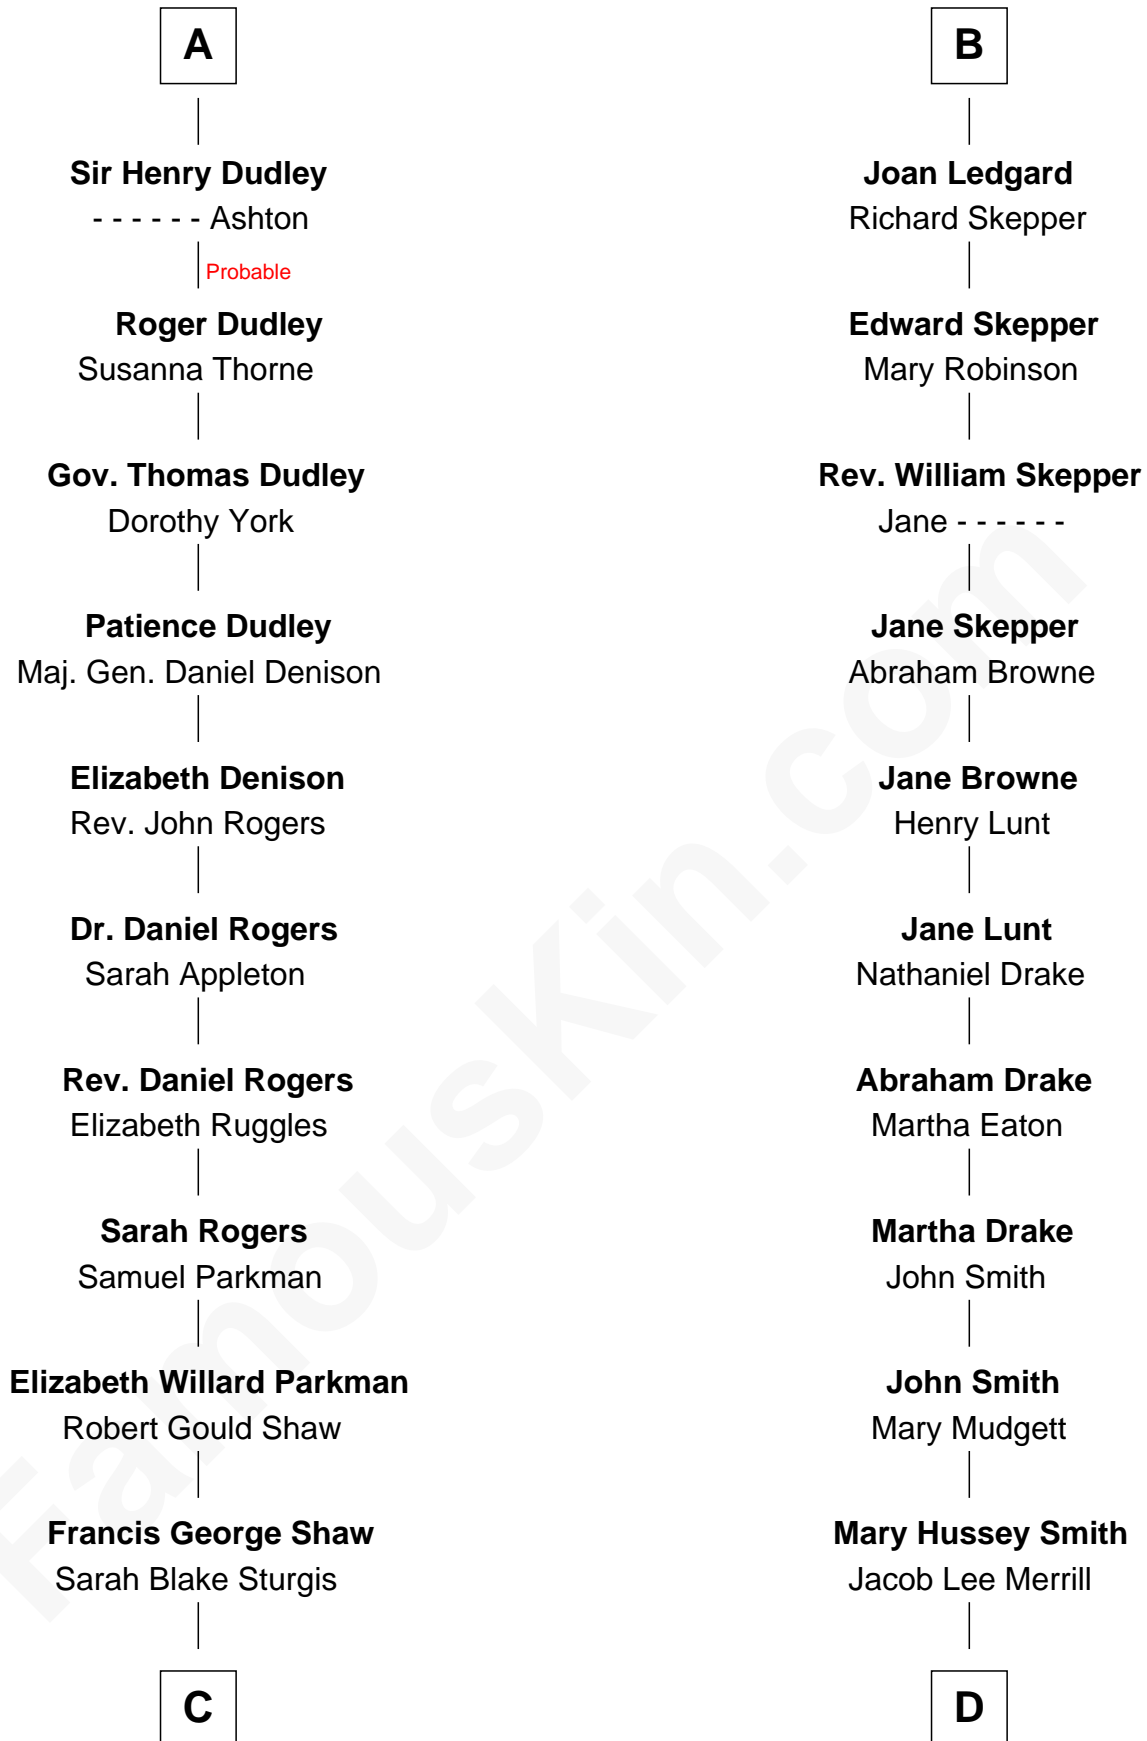 A
Sir Henry Dudley
- - - - - - Ashton
Probable
Roger Dudley
Susanna Thorne
Gov. Thomas Dudley
Dorothy York
Patience Dudley
Maj. Gen. Daniel Denison
Elizabeth Denison
Rev. John Rogers
Dr. Daniel Rogers
Sarah Appleton
Rev. Daniel Rogers
Elizabeth Ruggles
Sarah Rogers
Samuel Parkman
Elizabeth Willard Parkman
Robert Gould Shaw
Francis George Shaw
Sarah Blake Sturgis
C
B
Joan Ledgard
Richard Skepper
Edward Skepper
Mary Robinson
Rev. William Skepper
Jane - - - - - -
Jane Skepper
Abraham Browne
Jane Browne
Henry Lunt
Jane Lunt
Nathaniel Drake
Abraham Drake
Martha Eaton
Martha Drake
John Smith
John Smith
Mary Mudgett
Mary Hussey Smith
Jacob Lee Merrill
D
FamousKin.com